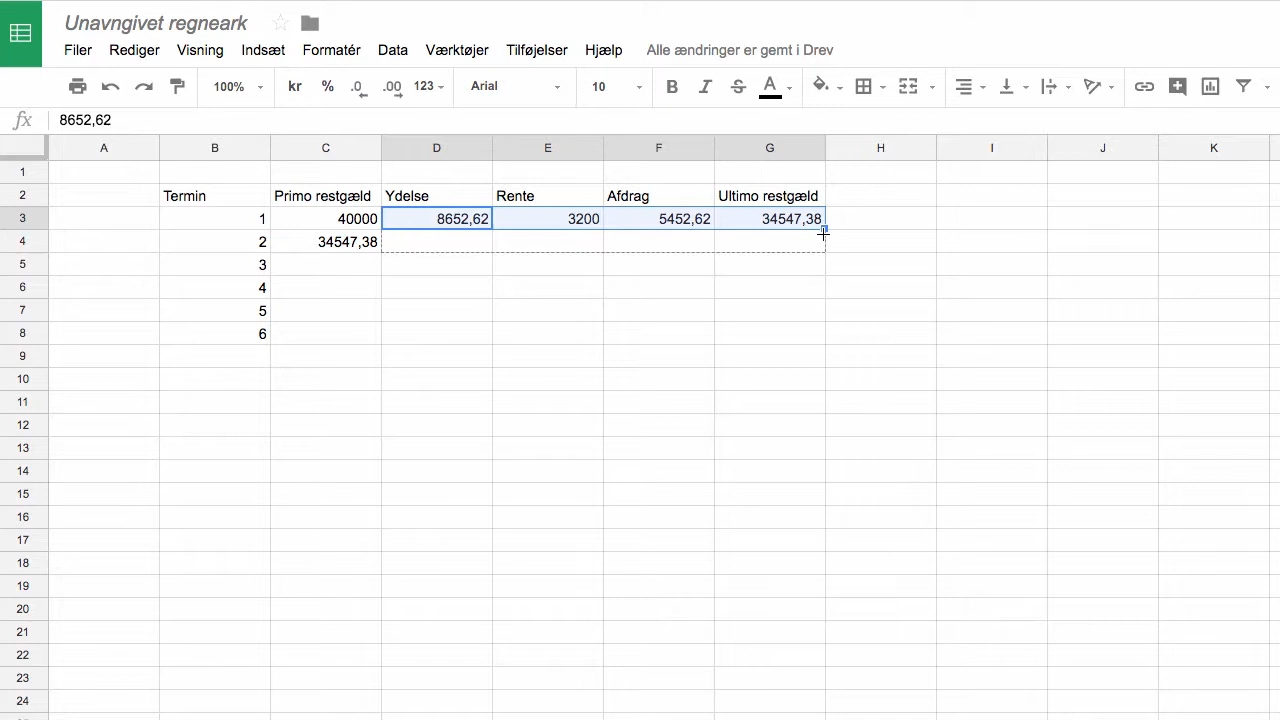 Unavngivet regneark
Filer Rediger Visning Indsæt Formatér Data Værktøjer Tilføjelser Hjælp Alle ændringer er gemt i Drev
100% kr % .0 .00 123 Arial 10 B I S A
fx 8652,62
A B C D E F G H I J K
1
2 Termin Primo restgæld Ydelse Rente Afdrag Ultimo restgæld
3 1 40000 8652,62 3200 5452,62 34547,38
4 2 34547,38
5 3
6 4
7 5
8 6
9
10
11
12
13
14
15
16
17
18
19
20
21
22
23
24